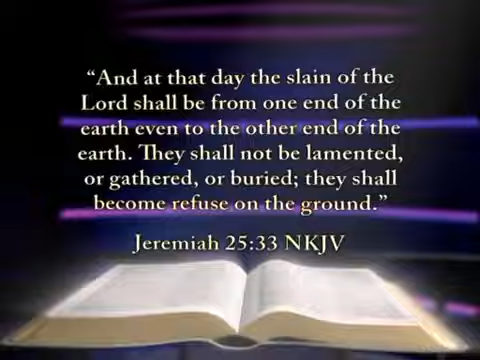 “And at that day the slain of the
Lord shall be from one end of the
earth even to the other end of the
earth. They shall not be lamented,
or gathered, or buried; they shall
become refuse on the ground.”
Jeremiah 25:33 NKJV